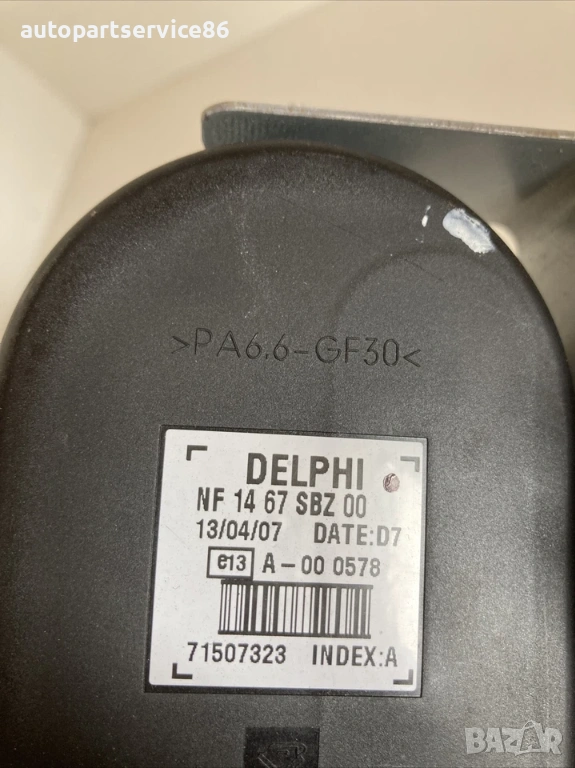 autopartservice86
>PA6.6-GF30<
DELPHI
NF 14 67 SBZ 00
13/04/07 DATE:D7
e13 A-00 0578
71507323 INDEX:A
BAZAR